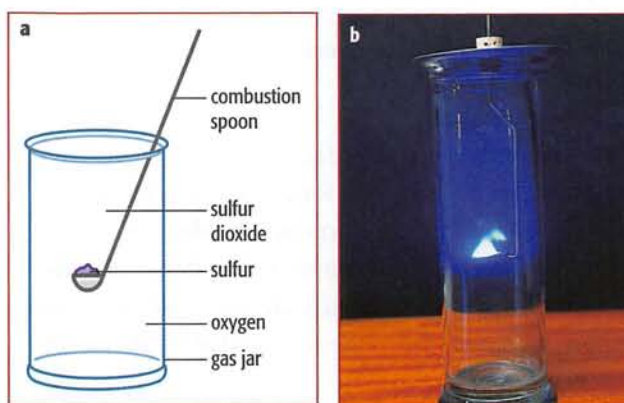 a
combustion
spoon
sulfur
dioxide
sulfur
oxygen
gas jar
b